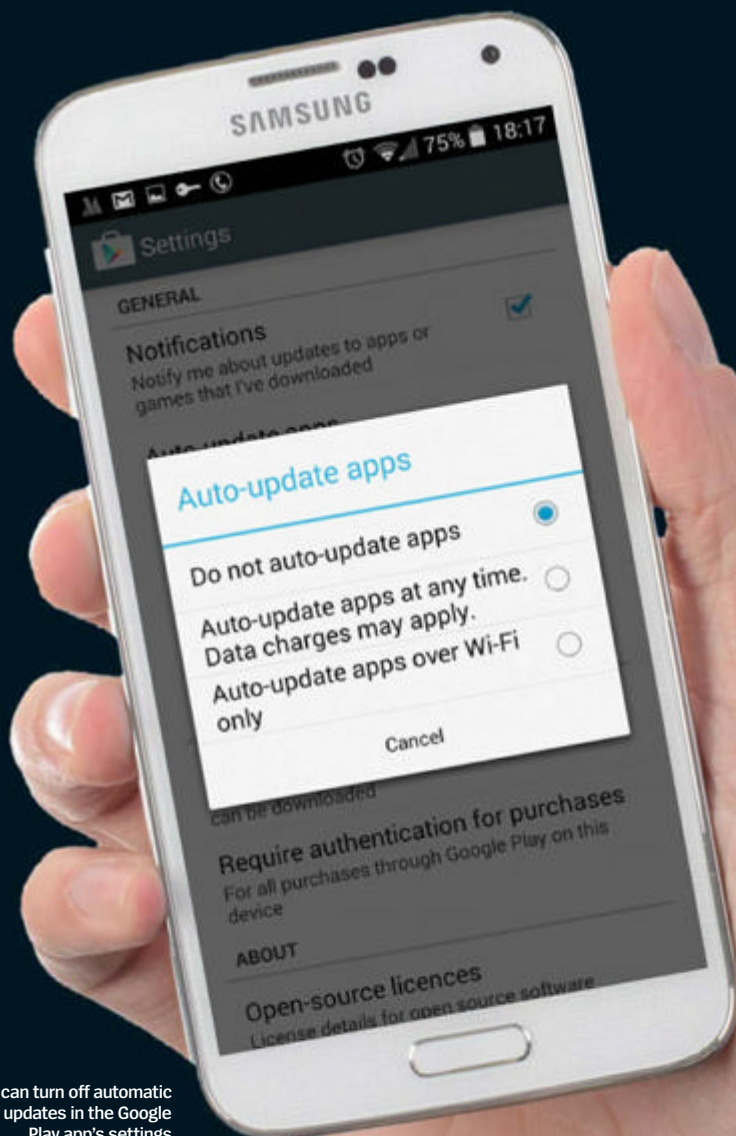 SAMSUNG
75% 18:17
Settings
GENERAL
Notifications
Notify me about updates to apps or
games that I've downloaded
Auto-update apps
Auto-update apps
Do not auto-update apps
Auto-update apps at any time.
Data charges may apply.
Auto-update apps over Wi-Fi
only
Cancel
can be downloaded
Require authentication for purchases
For all purchases through Google Play on this
device
ABOUT
Open-source licences
License details for open source software
can turn off automatic
updates in the Google
Play app's settings